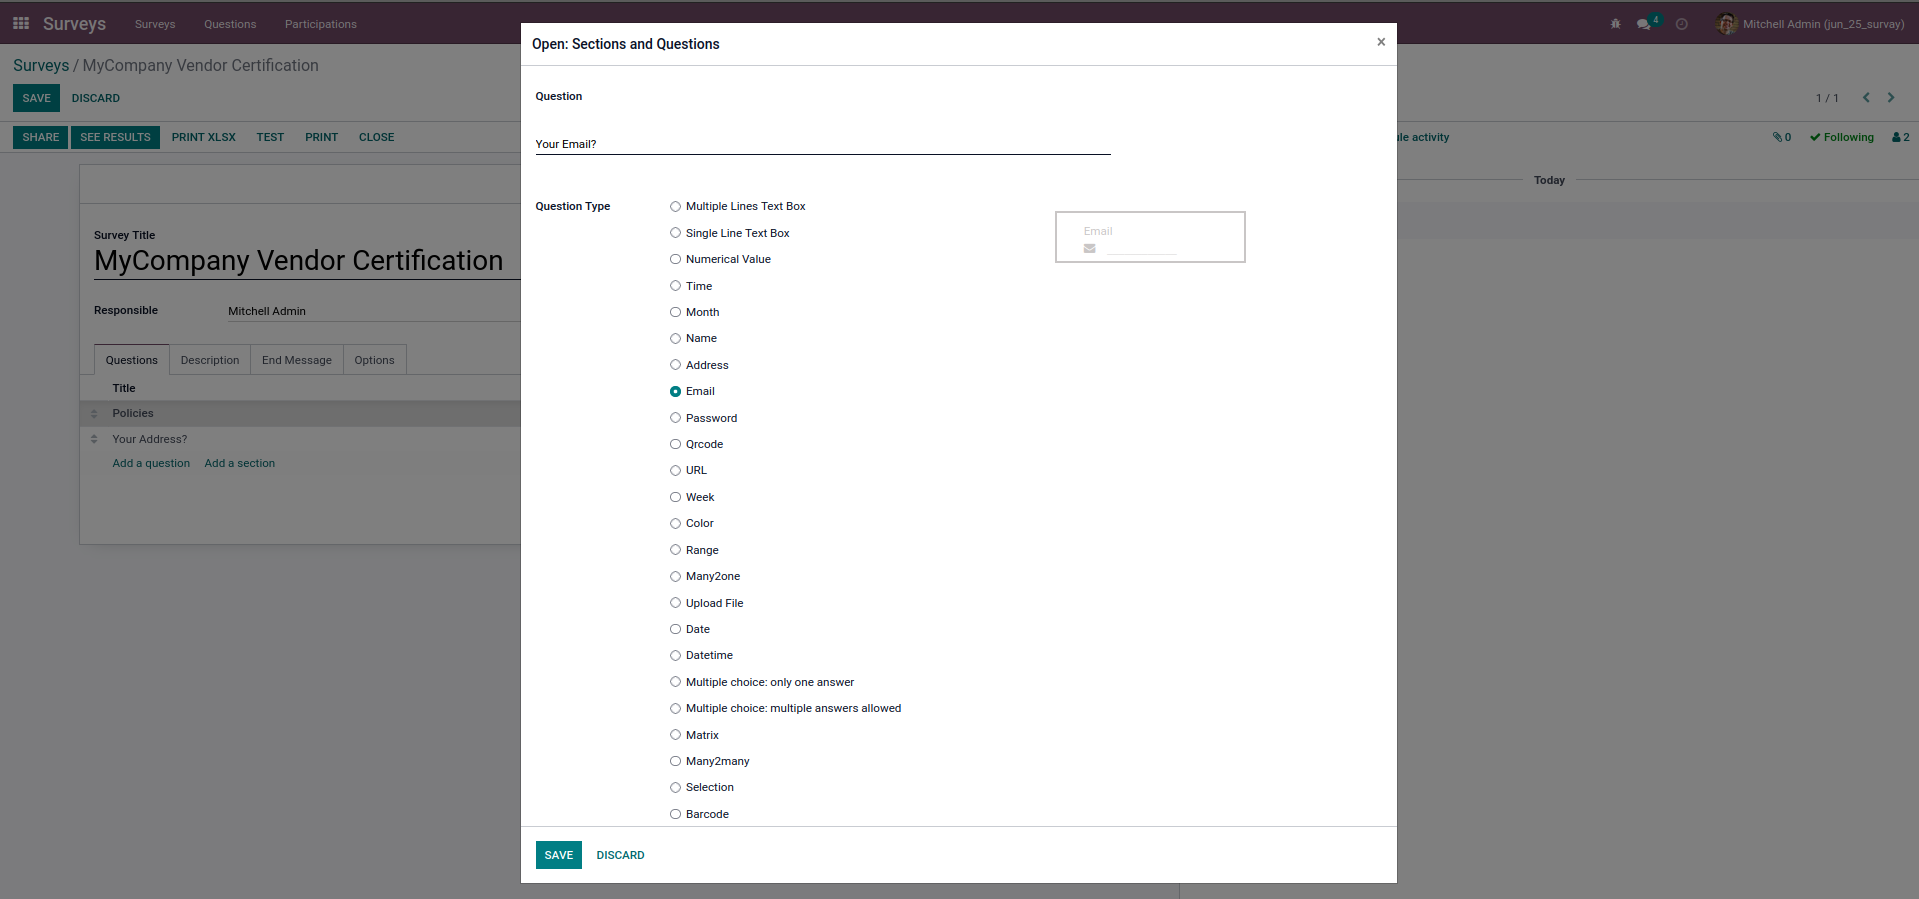 Surveys Surveys Questions Participations
4 Mitchell Admin (jun_25_survay)
Surveys / MyCompany Vendor Certification
SAVE DISCARD
1 / 1
SHARE SEE RESULTS PRINT XLSX TEST PRINT CLOSE
ule activity 0 Following 2
Today
Survey Title
MyCompany Vendor Certification
Responsible Mitchell Admin
Questions Description End Message Options
Title
Policies
Your Address?
Add a question Add a section
Open: Sections and Questions ×
Question
Your Email?
Question Type
Multiple Lines Text Box
Single Line Text Box
Numerical Value
Time
Month
Name
Address
Email
Password
Qrcode
URL
Week
Color
Range
Many2one
Upload File
Date
Datetime
Multiple choice: only one answer
Multiple choice: multiple answers allowed
Matrix
Many2many
Selection
Barcode
Email
SAVE DISCARD